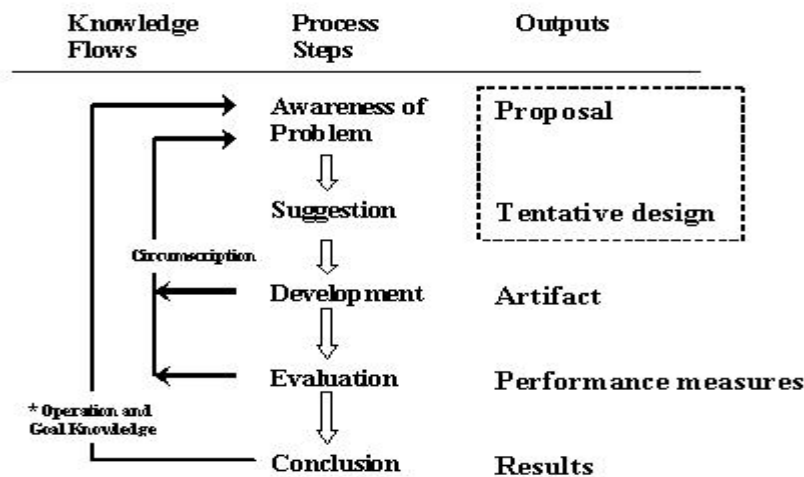 Knowledge Flows
Process Steps
Outputs
Awareness of Problem
Proposal
Suggestion
Tentative design
Circumscription
Development
Artifact
Evaluation
Performance measures
* Operation and
Goal Knowledge
Conclusion
Results